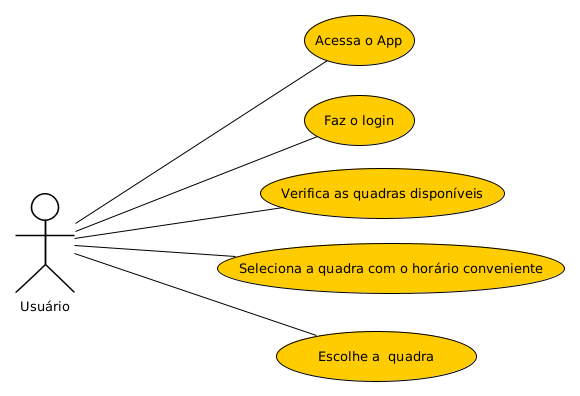 Acessa o App
Faz o login
Verifica as quadras disponíveis
Seleciona a quadra com o horário conveniente
Usuário
Escolhe a  quadra